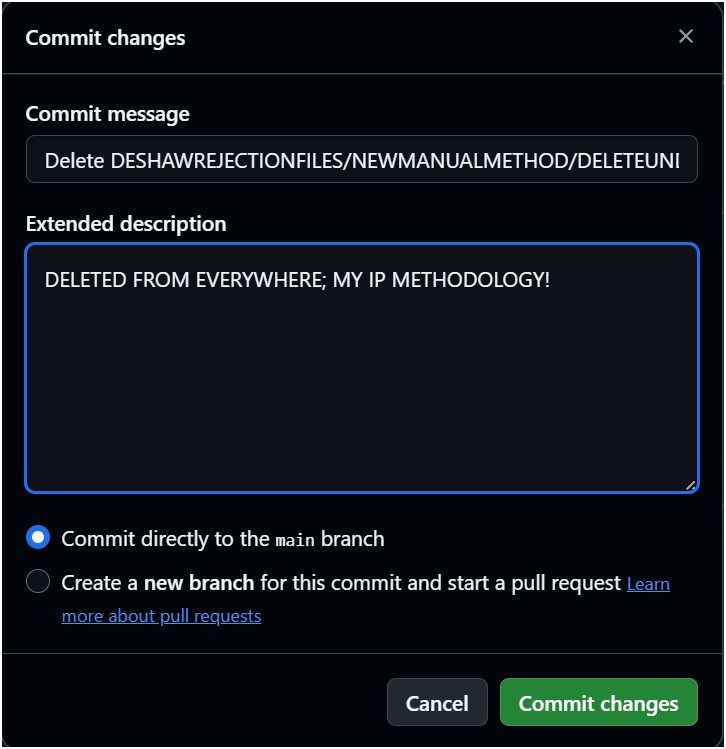 Commit changes
Commit message
Delete DESHAWREJECTIONFILES/NEWMANUALMETHOD/DELETEUNI
Extended description
DELETED FROM EVERYWHERE; MY IP METHODOLOGY!
Commit directly to the main branch
Create a new branch for this commit and start a pull request Learn
more about pull requests
Cancel Commit changes